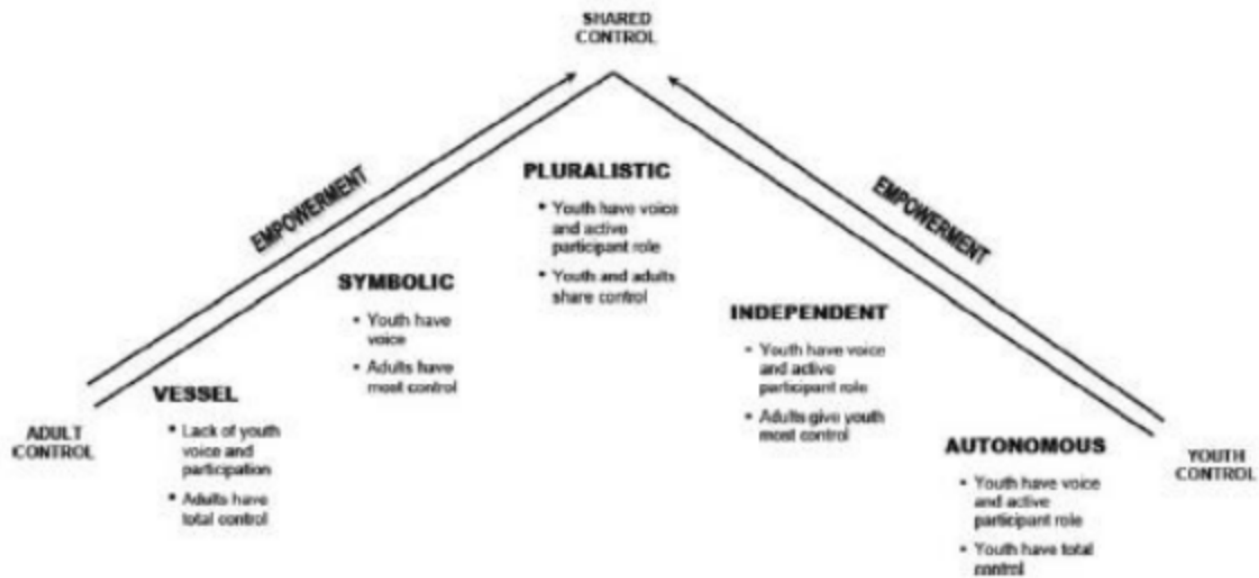 SHARED
CONTROL
EMPOWERMENT
EMPOWERMENT
PLURALISTIC
• Youth have voice
and active
participant role
• Youth and adults
share control
SYMBOLIC
• Youth have
voice
• Adults have
most control
INDEPENDENT
• Youth have voice
and active
participant role
• Adults give youth
most control
VESSEL
• Lack of youth
voice and
participation
• Adults have
total control
ADULT
CONTROL
AUTONOMOUS
• Youth have voice
and active
participant role
• Youth have total
control
YOUTH
CONTROL